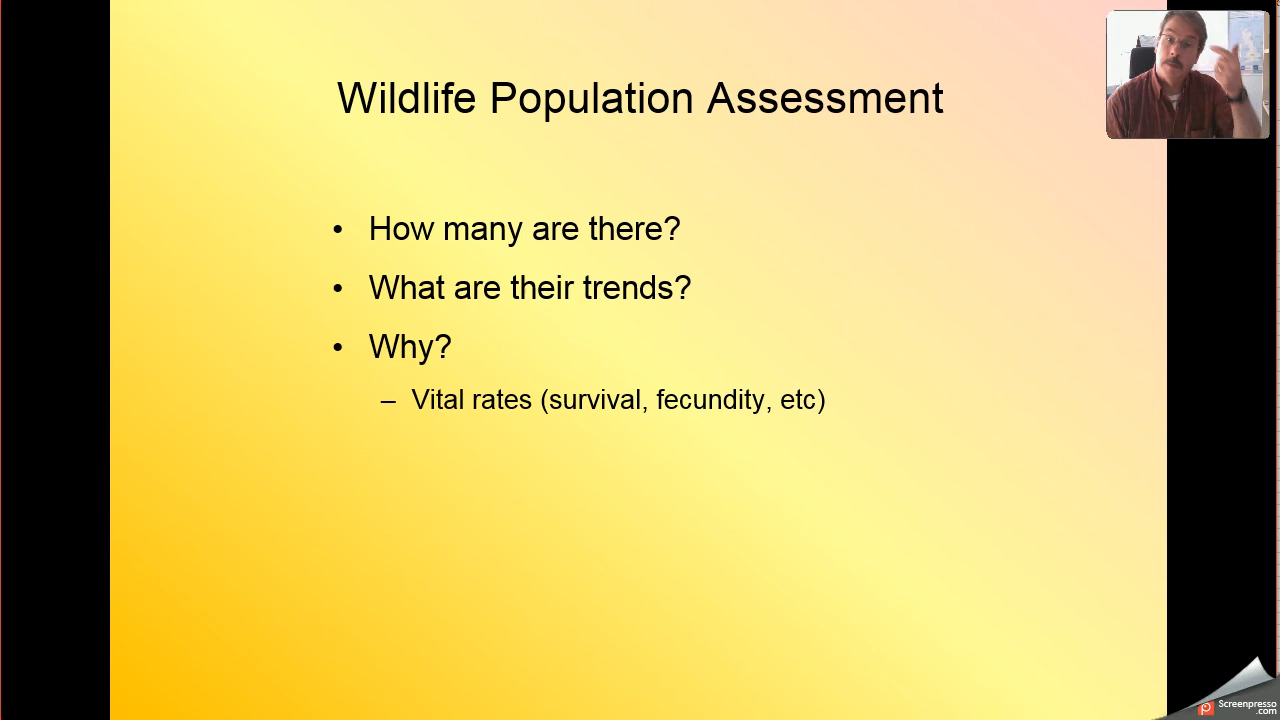 Wildlife Population Assessment
• How many are there?
• What are their trends?
• Why?
– Vital rates (survival, fecundity, etc)
Screenpresso
.com